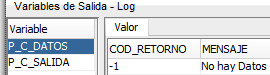 Variables de Salida - Log
Variable
P_C_DATOS
P_C_SALIDA
Valor
COD_RETORNO MENSAJE
-1 No hay Datos